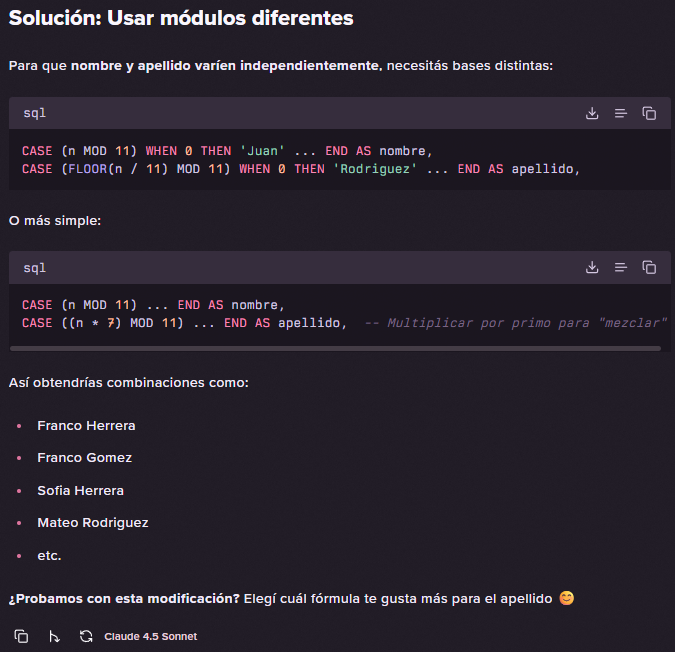 Solución: Usar módulos diferentes
Para que nombre y apellido varíen independientemente, necesitás bases distintas:
sql
CASE (n MOD 11) WHEN 0 THEN 'Juan' ... END AS nombre,
CASE (FLOOR(n / 11) MOD 11) WHEN 0 THEN 'Rodriguez' ... END AS apellido,
O más simple:
sql
CASE (n MOD 11) ... END AS nombre,
CASE ((n * 7) MOD 11) ... END AS apellido,  -- Multiplicar por primo para "mezclar"
Así obtendrías combinaciones como:
• Franco Herrera
• Franco Gomez
• Sofia Herrera
• Mateo Rodriguez
• etc.
¿Probamos con esta modificación? Elegí cuál fórmula te gusta más para el apellido 😊
Claude 4.5 Sonnet